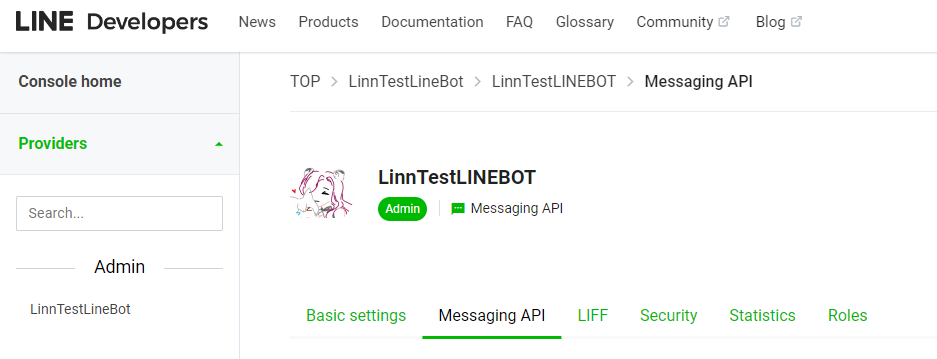 LINE Developers News Products Documentation FAQ Glossary Community Blog
Console home
TOP > LinnTestLineBot > LinnTestLINEBOT > Messaging API
Providers
LinnTestLINEBOT
Admin Messaging API
Search...
Admin
LinnTestLineBot
Basic settings Messaging API LIFF Security Statistics Roles